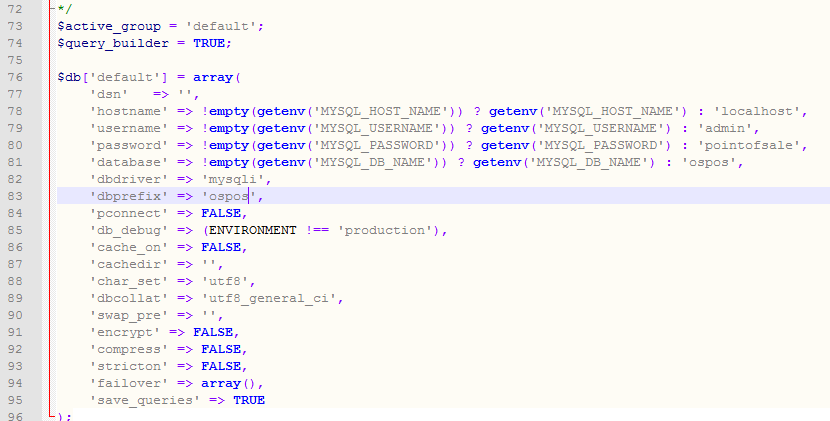 72 */
73 $active_group = 'default';
74 $query_builder = TRUE;
75
76 $db['default'] = array(
77 'dsn' => '',
78 'hostname' => !empty(getenv('MYSQL_HOST_NAME')) ? getenv('MYSQL_HOST_NAME') : 'localhost',
79 'username' => !empty(getenv('MYSQL_USERNAME')) ? getenv('MYSQL_USERNAME') : 'admin',
80 'password' => !empty(getenv('MYSQL_PASSWORD')) ? getenv('MYSQL_PASSWORD') : 'pointofsale',
81 'database' => !empty(getenv('MYSQL_DB_NAME')) ? getenv('MYSQL_DB_NAME') : 'ospos',
82 'dbdriver' => 'mysqli',
83 'dbprefix' => 'ospos',
84 'pconnect' => FALSE,
85 'db_debug' => (ENVIRONMENT !== 'production'),
86 'cache_on' => FALSE,
87 'cachedir' => '',
88 'char_set' => 'utf8',
89 'dbcollat' => 'utf8_general_ci',
90 'swap_pre' => '',
91 'encrypt' => FALSE,
92 'compress' => FALSE,
93 'stricton' => FALSE,
94 'failover' => array(),
95 'save_queries' => TRUE
96 );